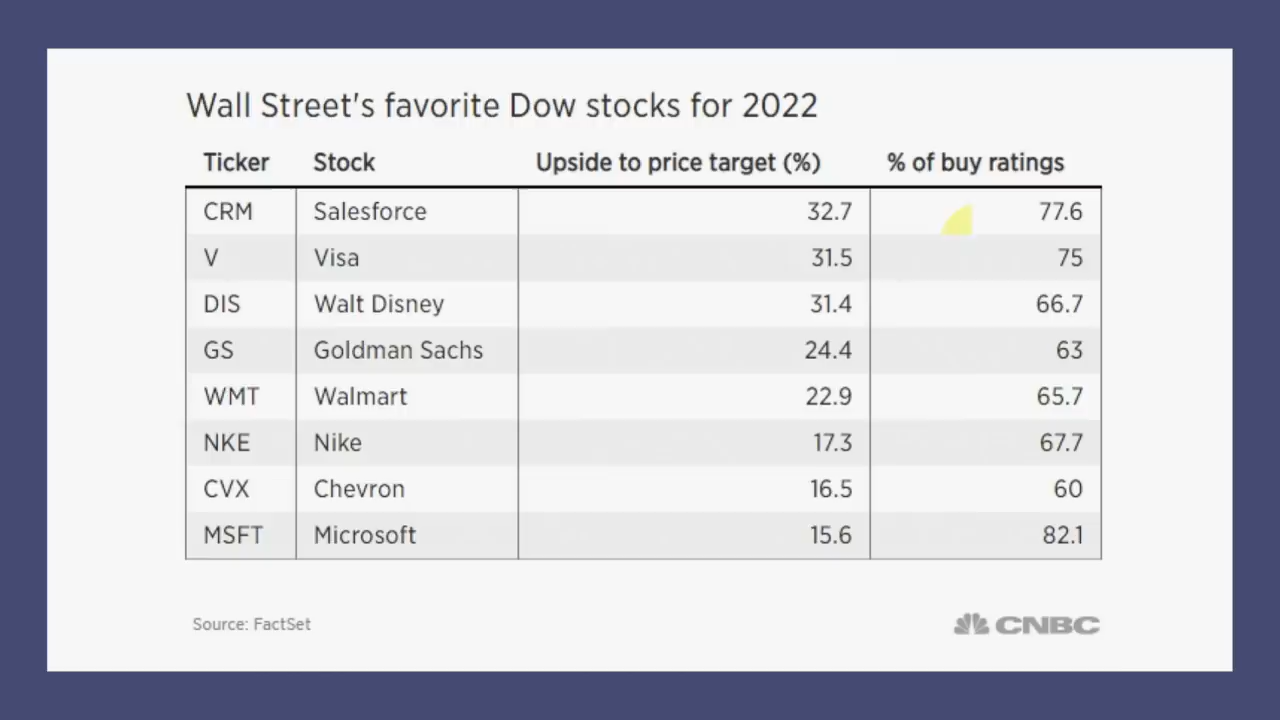 Wall Street's favorite Dow stocks for 2022
Ticker Stock Upside to price target (%) % of buy ratings
CRM Salesforce 32.7 77.6
V Visa 31.5 75
DIS Walt Disney 31.4 66.7
GS Goldman Sachs 24.4 63
WMT Walmart 22.9 65.7
NKE Nike 17.3 67.7
CVX Chevron 16.5 60
MSFT Microsoft 15.6 82.1
Source: FactSet
CNBC